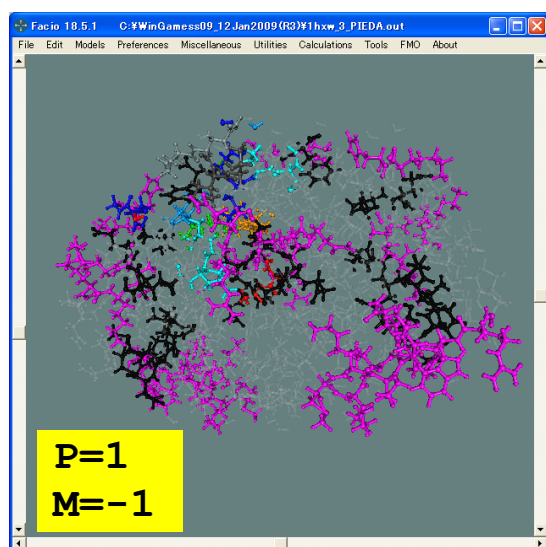 Facio 18.5.1 C:¥WinGamess09_12Jan2009(R3)¥1hxw_3_PIEDA.out
File Edit Models Preferences Miscellaneous Utilities Calculations Tools FMO About
P=1
M=-1